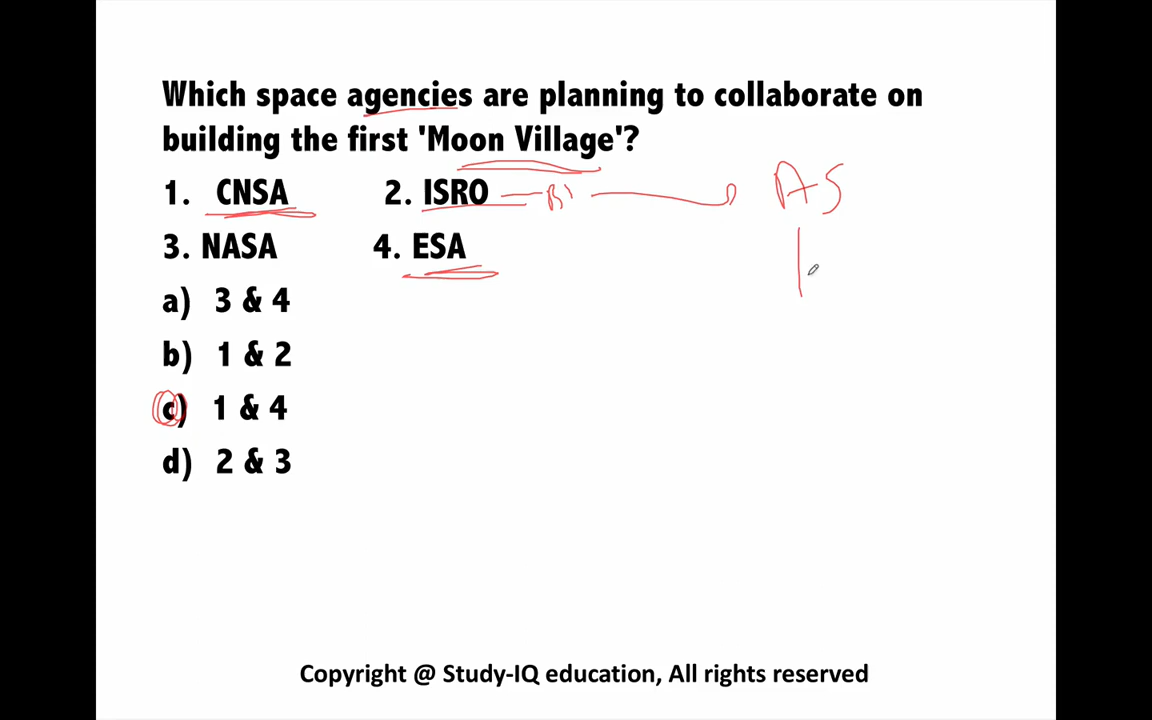 Which space agencies are planning to collaborate on
building the first 'Moon Village'?
1. CNSA 2. ISRO AS
3. NASA 4. ESA
a) 3 & 4
b) 1 & 2
c) 1 & 4
d) 2 & 3
Copyright @ Study-IQ education, All rights reserved